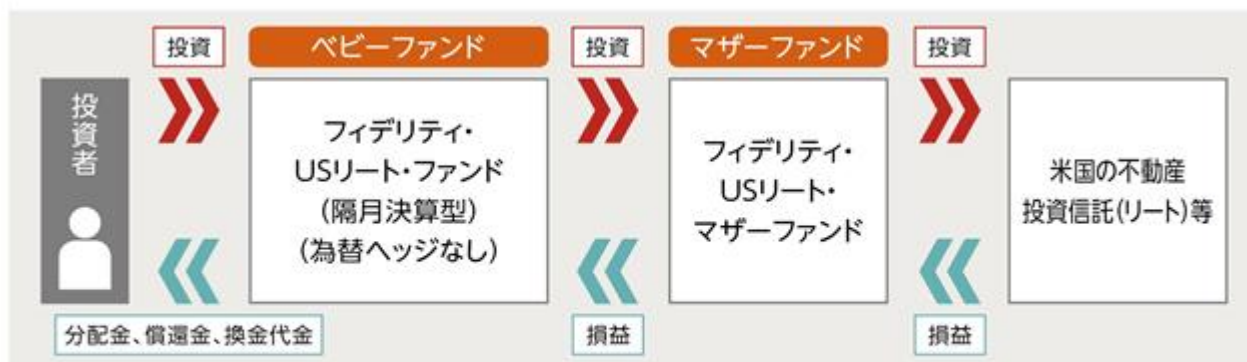 投資
ベビーファンド
投資
マザーファンド
投資
投資者
フィデリティ・
USリート・ファンド
(隔月決算型)
(為替ヘッジなし)
フィデリティ・
USリート・
マザーファンド
米国の不動産
投資信託(リート)等
分配金、償還金、換金代金
損益
損益